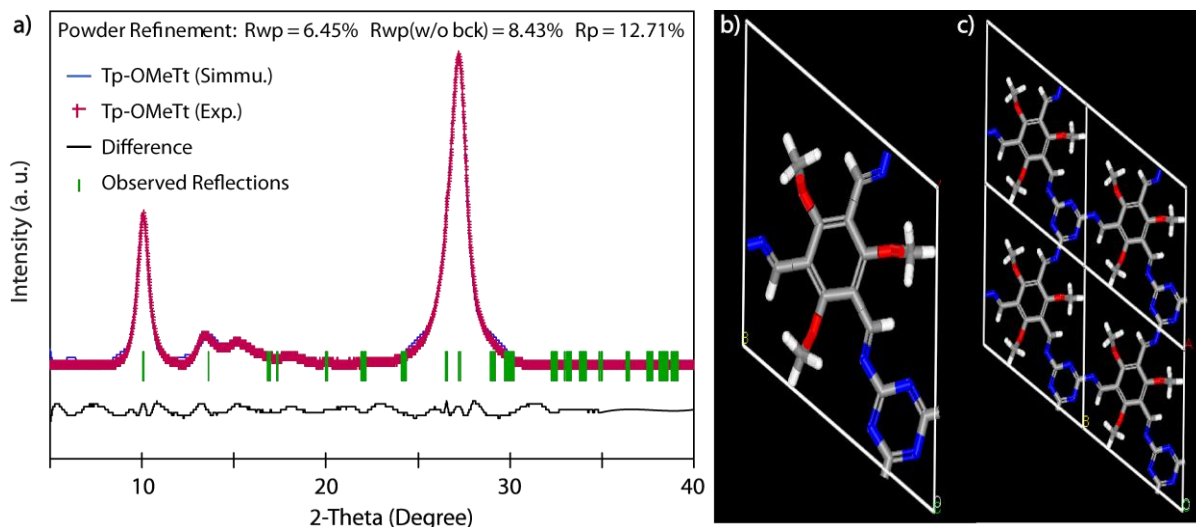 a)
Powder Refinement: Rwp = 6.45% Rwp(w/o bck) = 8.43% Rp = 12.71%
Tp-OMeTt (Simmu.)
Tp-OMeTt (Exp.)
Difference
Observed Reflections
Intensity (a. u.)
10 20 30 40
2-Theta (Degree)
b)
c)